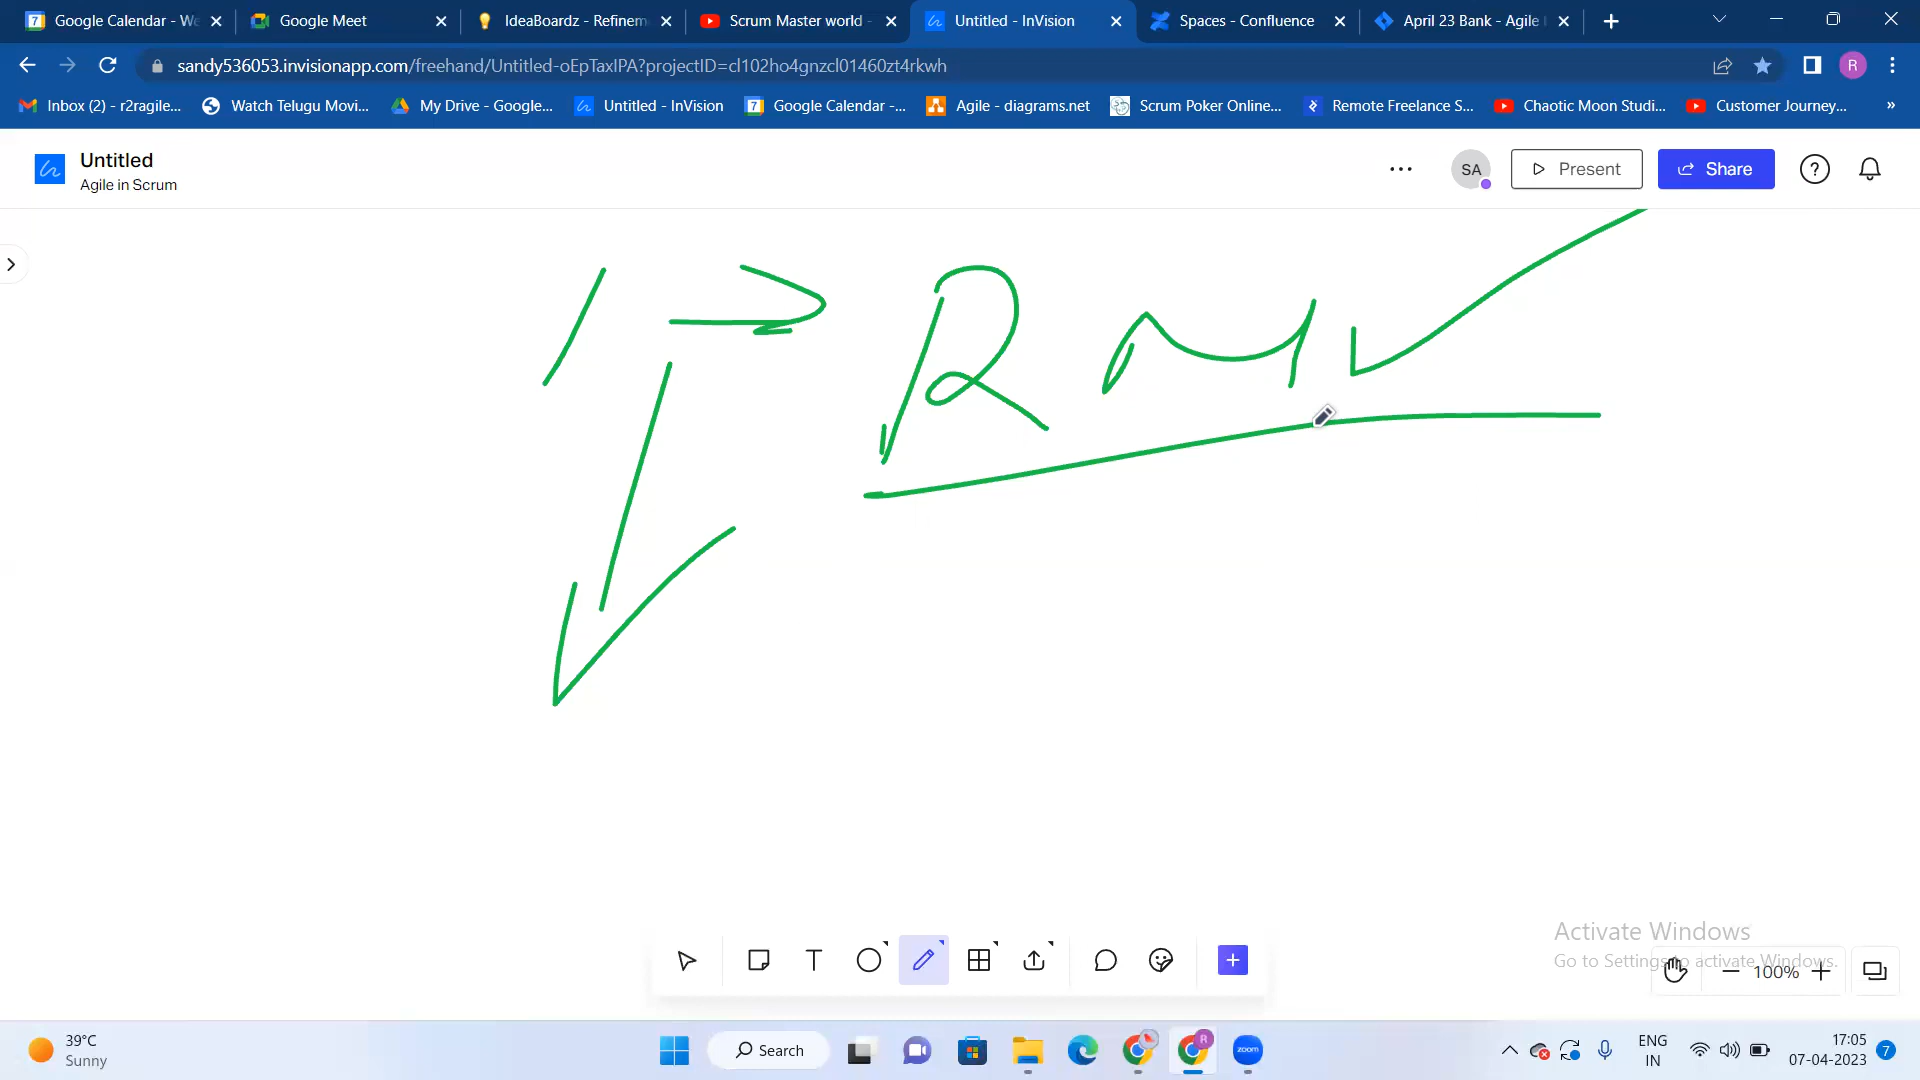 Google Calendar - We
Google Meet
IdeaBoardz - Refinem
Scrum Master world -
Untitled - InVision
Spaces - Confluence
April 23 Bank - Agile
sandy536053.invisionapp.com/freehand/Untitled-oEpTaxIPA?projectID=cl102ho4gnzcl01460zt4rkwh
R
Inbox (2) - r2ragile...
Watch Telugu Movi...
My Drive - Google...
Untitled - InVision
7 Google Calendar -...
Agile - diagrams.net
Scrum Poker Online...
Remote Freelance S...
Chaotic Moon Studi...
Customer Journey...
»
Untitled
Agile in Scrum
SA
Present
Share
?
R M
T
Activate Windows
Go to Settings to activate Windows.
100%
39°C
Sunny
Search
zoom
ENG
IN
17:05
07-04-2023
7